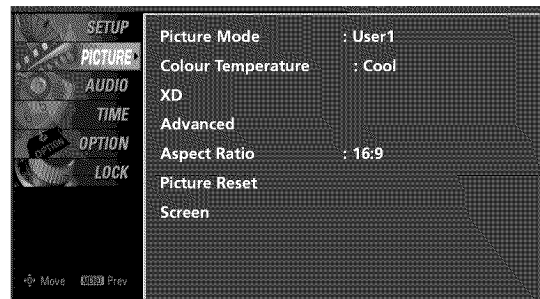 SETUP
PICTURE
AUDIO
TIME
OPTION
LOCK
Move MENU Prev
Picture Mode : User1
Colour Temperature : Cool
XD
Advanced
Aspect Ratio : 16:9
Picture Reset
Screen